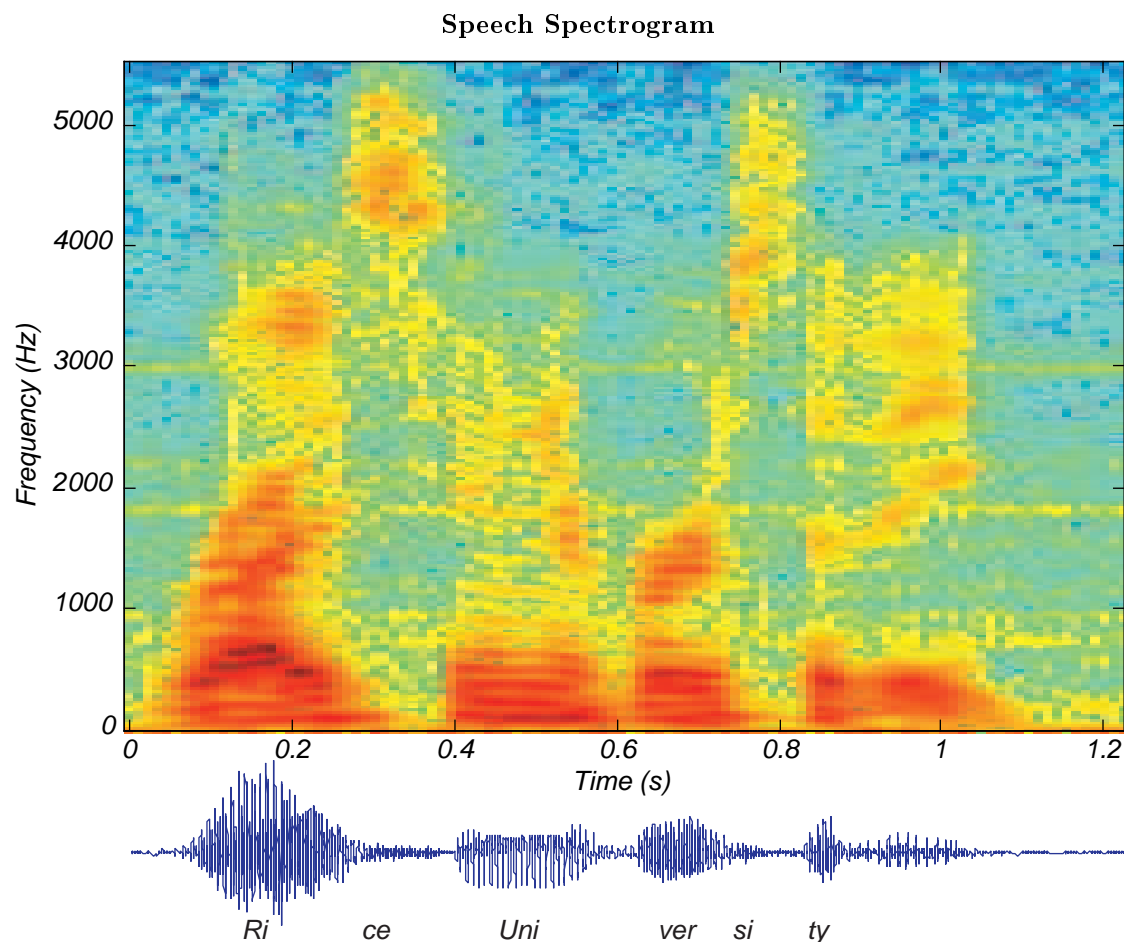 Speech Spectrogram
5000
4000
3000
2000
1000
0
Frequency (Hz)
0 0.2 0.4 0.6 0.8 1 1.2
Time (s)
Ri ce Uni ver si ty